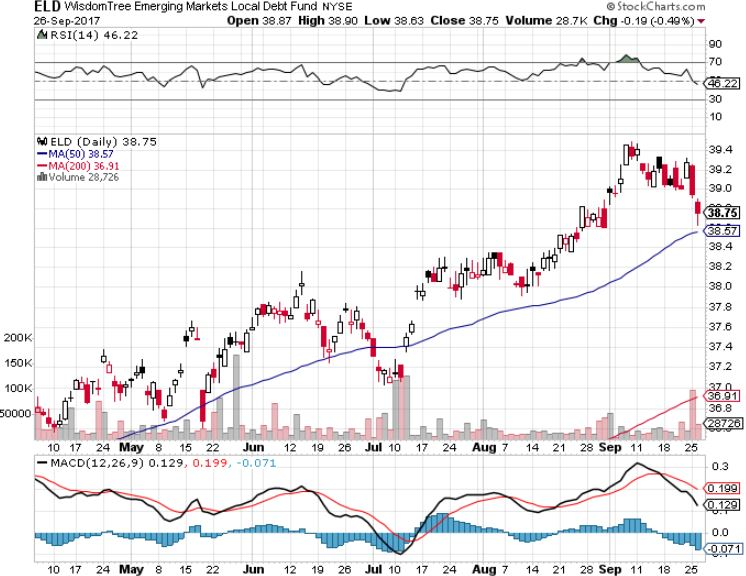 ELD WisdomTree Emerging Markets Local Debt Fund NYSE © StockCharts.com
26-Sep-2017 Open 38.87 High 38.90 Low 38.63 Close 38.75 Volume 28.7K Chg -0.19 (-0.49%)
RSI(14) 46.22
90
70
46.22
30
10
ELD (Daily) 38.75
MA(50) 38.57
MA(200) 36.91
Volume 28,726
39.4
39.2
39.0
38.75
38.57
38.4
38.2
38.0
37.8
37.6
37.4
37.2
37.0
36.91
36.8
28726
200K
150K
100K
50000
10 17 24 May 8 15 22 Jun 12 19 26 Jul 10 17 24 Aug 7 14 21 28 Sep 11 18 25
MACD(12,26,9) 0.129, 0.199, -0.071
0.3
0.199
0.129
0.0
-0.071
10 17 24 May 8 15 22 Jun 12 19 26 Jul 10 17 24 Aug 7 14 21 28 Sep 11 18 25